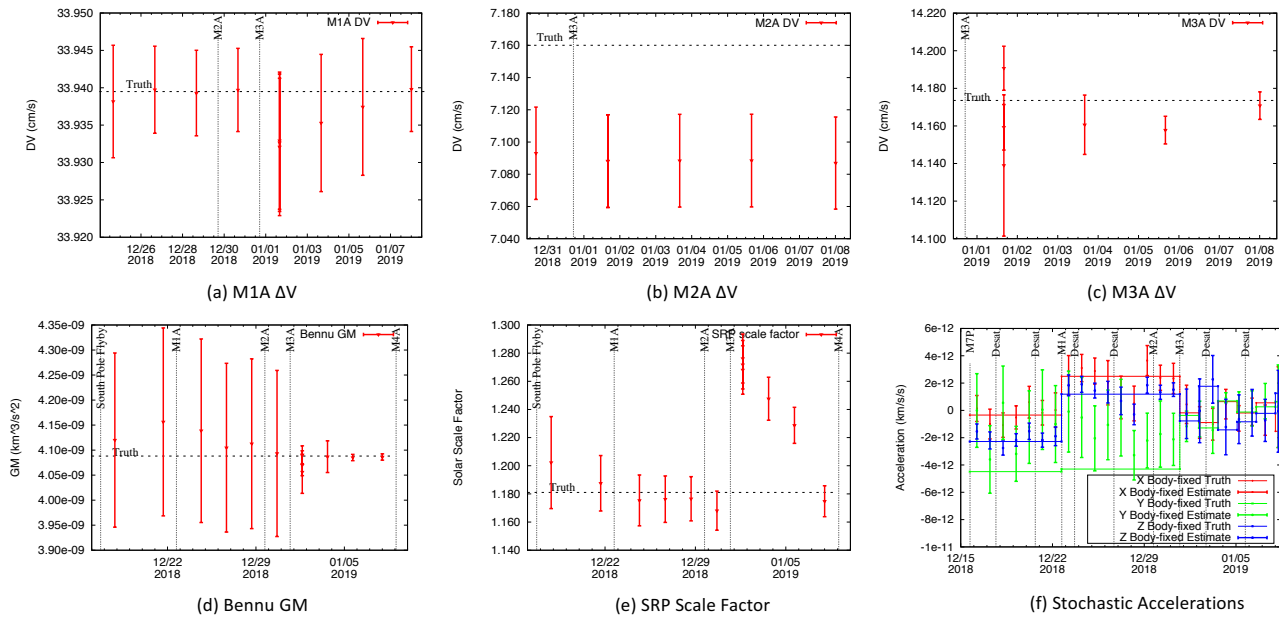 M1A DV
DV (cm/s)
33.950
33.945
33.940
33.935
33.930
33.925
33.920
Truth
M2A
M3A
12/26 12/28 12/30 01/01 01/03 01/05 01/07
2018 2018 2018 2019 2019 2019 2019
(a) M1A ΔV
M2A DV
DV (cm/s)
7.180
7.160
7.140
7.120
7.100
7.080
7.060
7.040
Truth
M3A
12/31 01/01 01/02 01/03 01/04 01/05 01/06 01/07 01/08
2018 2019 2019 2019 2019 2019 2019 2019 2019
(b) M2A ΔV
M3A DV
DV (cm/s)
14.220
14.200
14.180
14.160
14.140
14.120
14.100
Truth
M3A
01/01 01/02 01/03 01/04 01/05 01/06 01/07 01/08
2019 2019 2019 2019 2019 2019 2019 2019
(c) M3A ΔV
Bennu GM
GM (km^3/s^2)
4.35e-09
4.30e-09
4.25e-09
4.20e-09
4.15e-09
4.10e-09
4.05e-09
4.00e-09
3.95e-09
3.90e-09
Truth
South Pole Flyby
M1A
M2A
M3A
M4A
12/22 12/29 01/05
2018 2018 2019
(d) Bennu GM
SRP scale factor
Solar Scale Factor
1.300
1.280
1.260
1.240
1.220
1.200
1.180
1.160
1.140
Truth
South Pole Flyby
M1A
M2A
M4A
12/22 12/29 01/05
2018 2018 2019
(e) SRP Scale Factor
Acceleration (km/s/s)
6e-12
4e-12
2e-12
0
-2e-12
-4e-12
-6e-12
-8e-12
-1e-11
M7P
Desat
Desat
M1A
Desat
Desat
M2A
M3A
Desat
Desat
X Body-fixed Truth
X Body-fixed Estimate
Y Body-fixed Truth
Y Body-fixed Estimate
Z Body-fixed Truth
Z Body-fixed Estimate
12/15 12/22 12/29 01/05
2018 2018 2018 2019
(f) Stochastic Accelerations